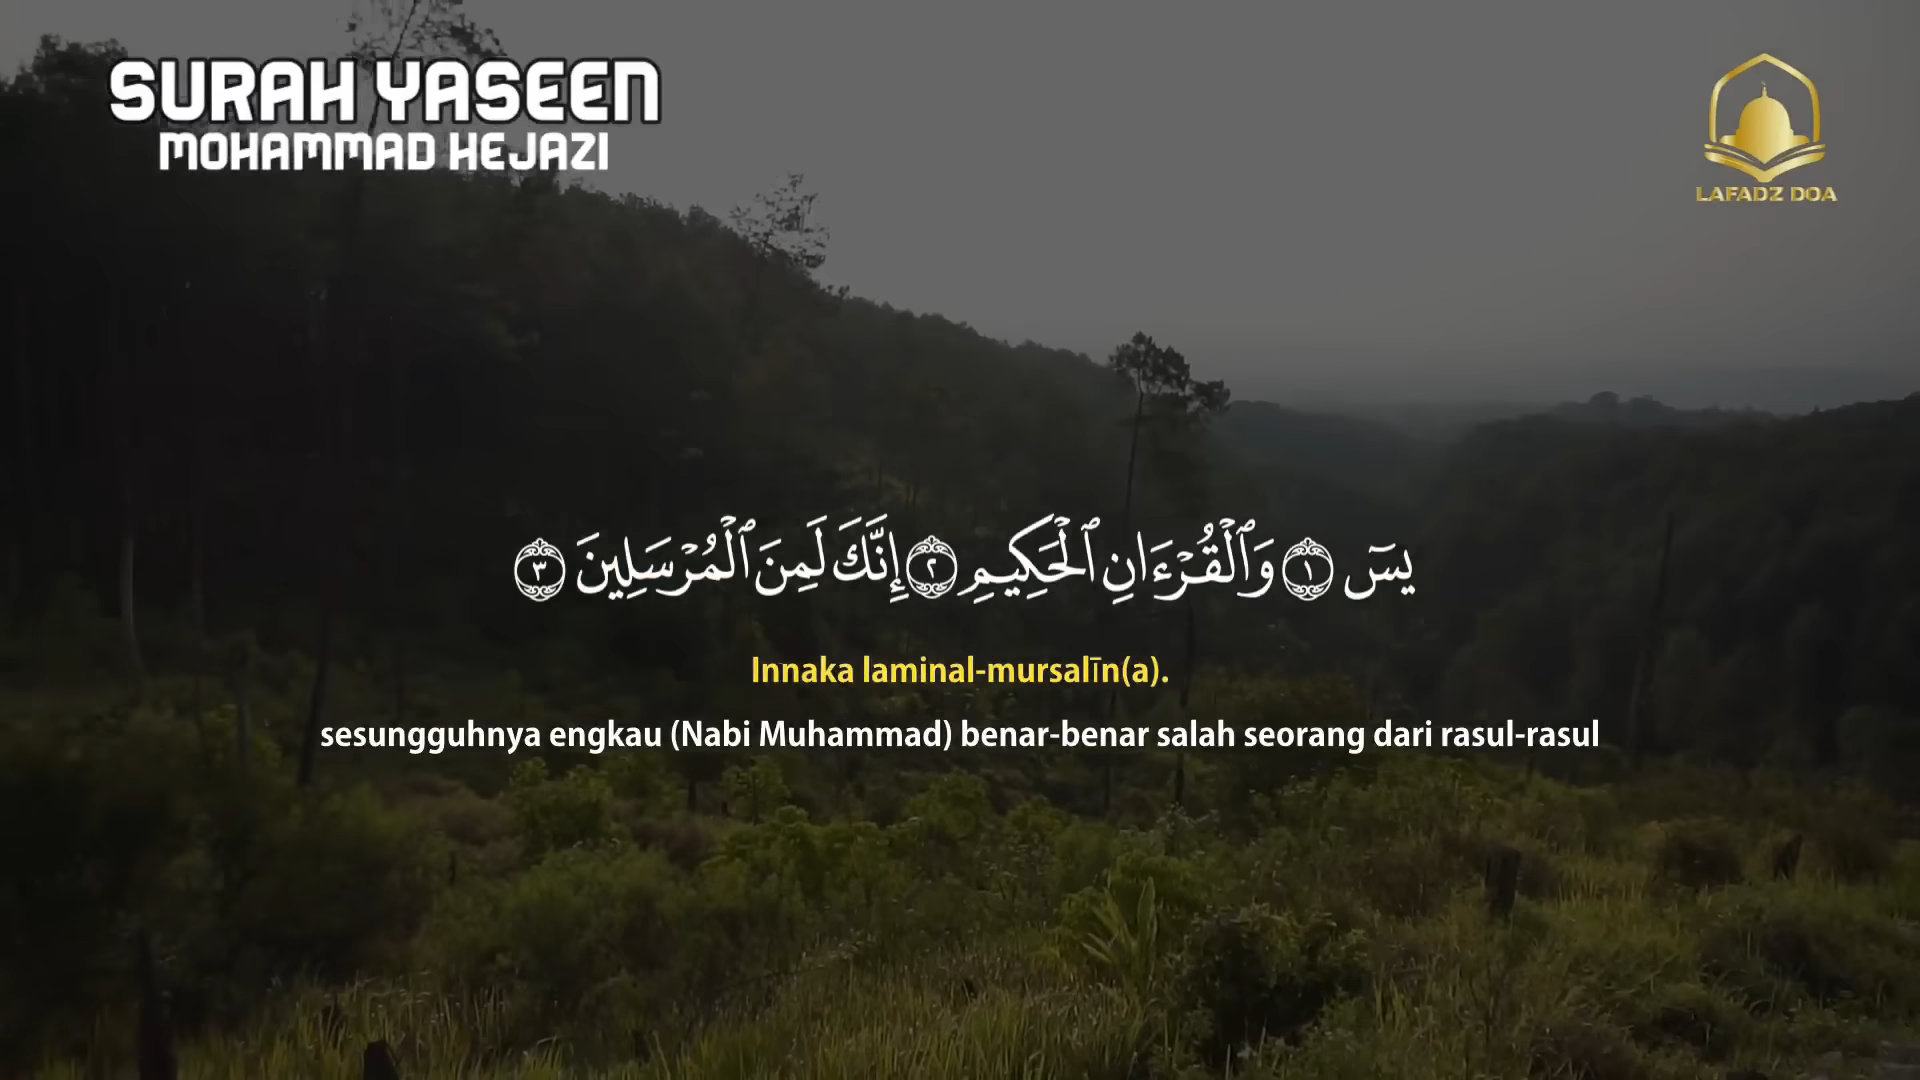 SURAH YASEEN
MOHAMMAD HEJAZI
LAFADZ DOA
يسٓ ١ وَٱلْقُرْءَانِ ٱلْحَكِيمِ ٢ إِنَّكَ لَمِنَ ٱلْمُرْسَلِينَ ٣
Innaka laminal-mursalīn(a).
sesungguhnya engkau (Nabi Muhammad) benar-benar salah seorang dari rasul-rasul